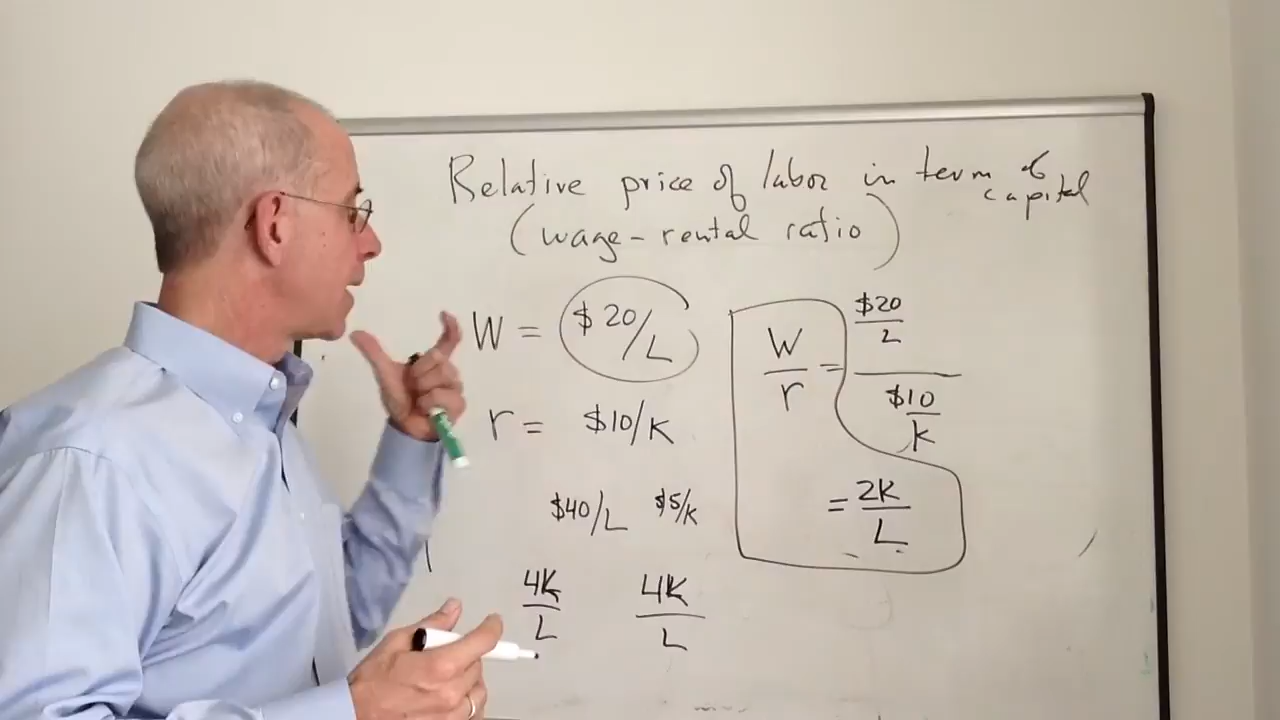 Relative price of labor in term of capital
(wage-rental ratio)
W = $20/L
r = $10/K
$40/L $5/K
4K/L 4K/L
W/r = $20/L / $10/K
= 2K/L